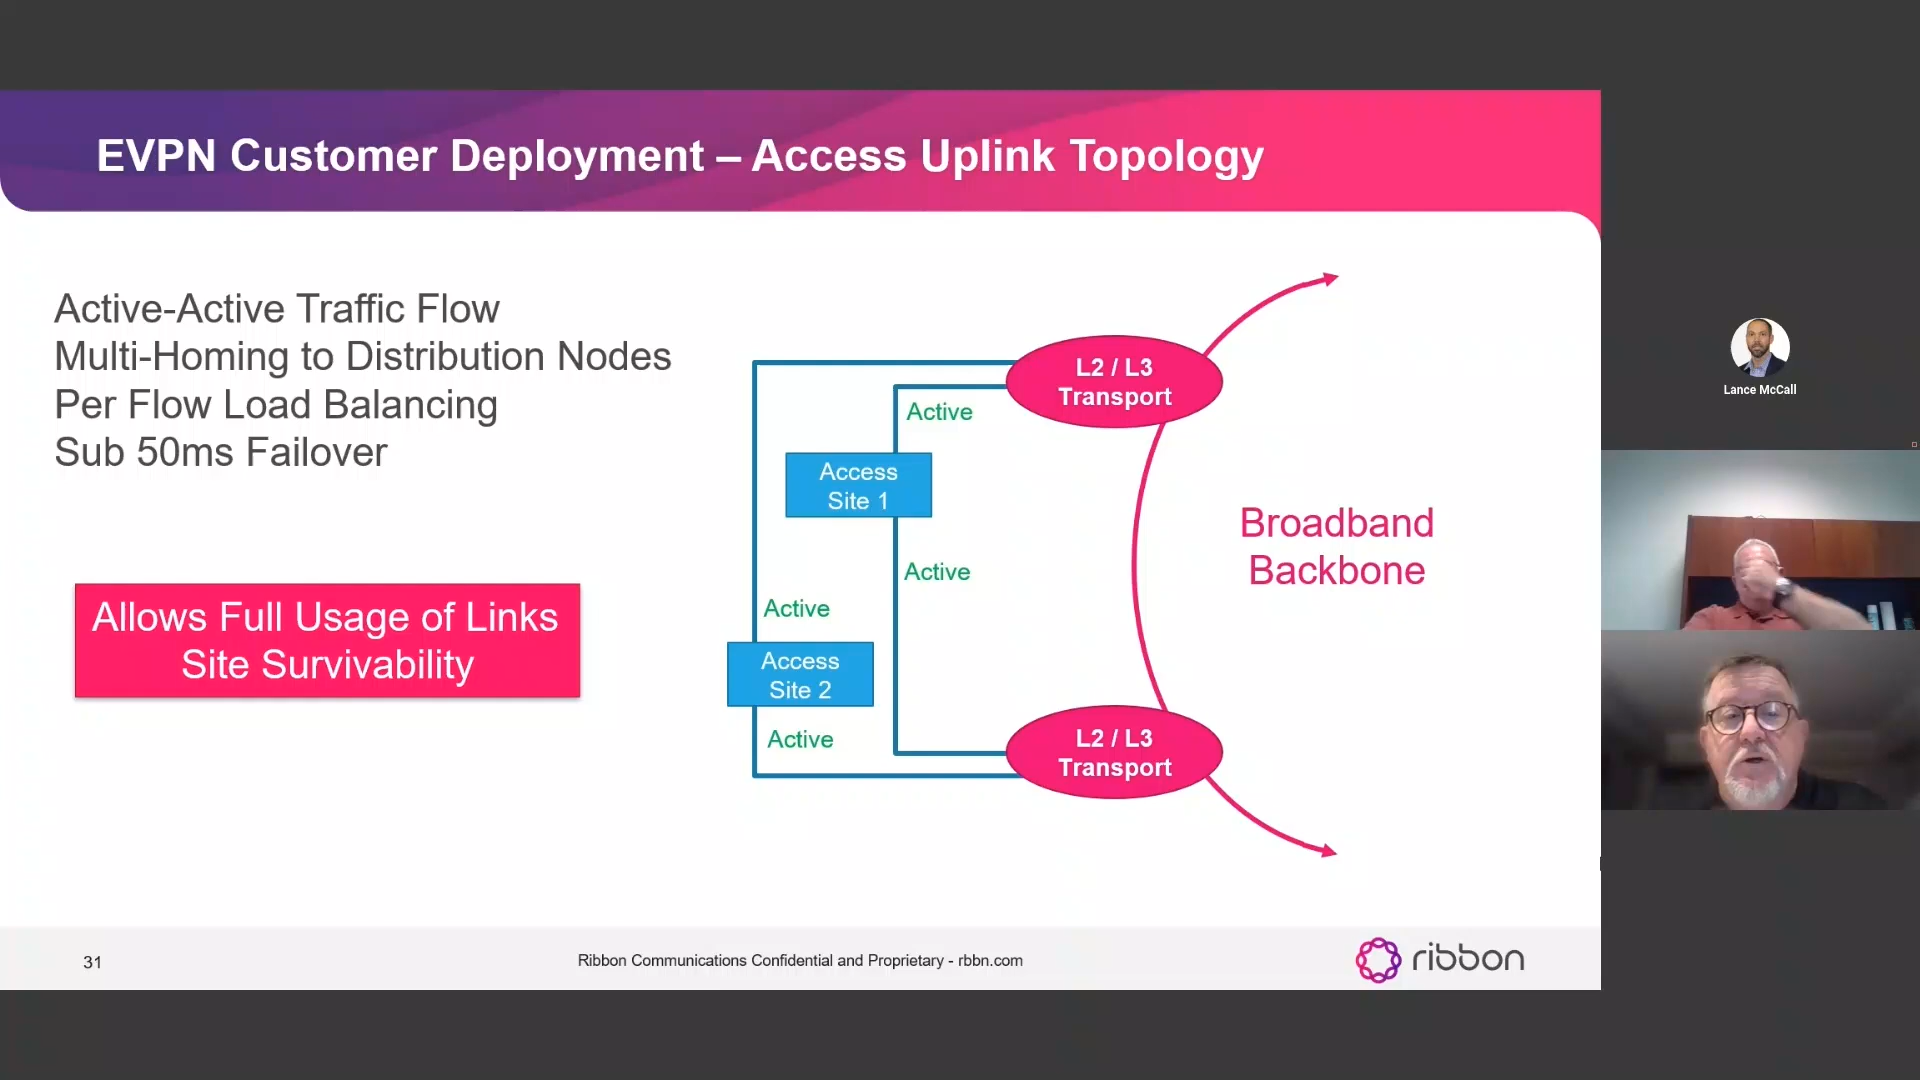 EVPN Customer Deployment – Access Uplink Topology
Active-Active Traffic Flow
Multi-Homing to Distribution Nodes
Per Flow Load Balancing
Sub 50ms Failover
Allows Full Usage of Links
Site Survivability
L2 / L3
Transport
Active
Access
Site 1
Active
Active
Access
Site 2
Active
L2 / L3
Transport
Broadband
Backbone
Lance McCall
31
Ribbon Communications Confidential and Proprietary - rbbn.com
ribbon